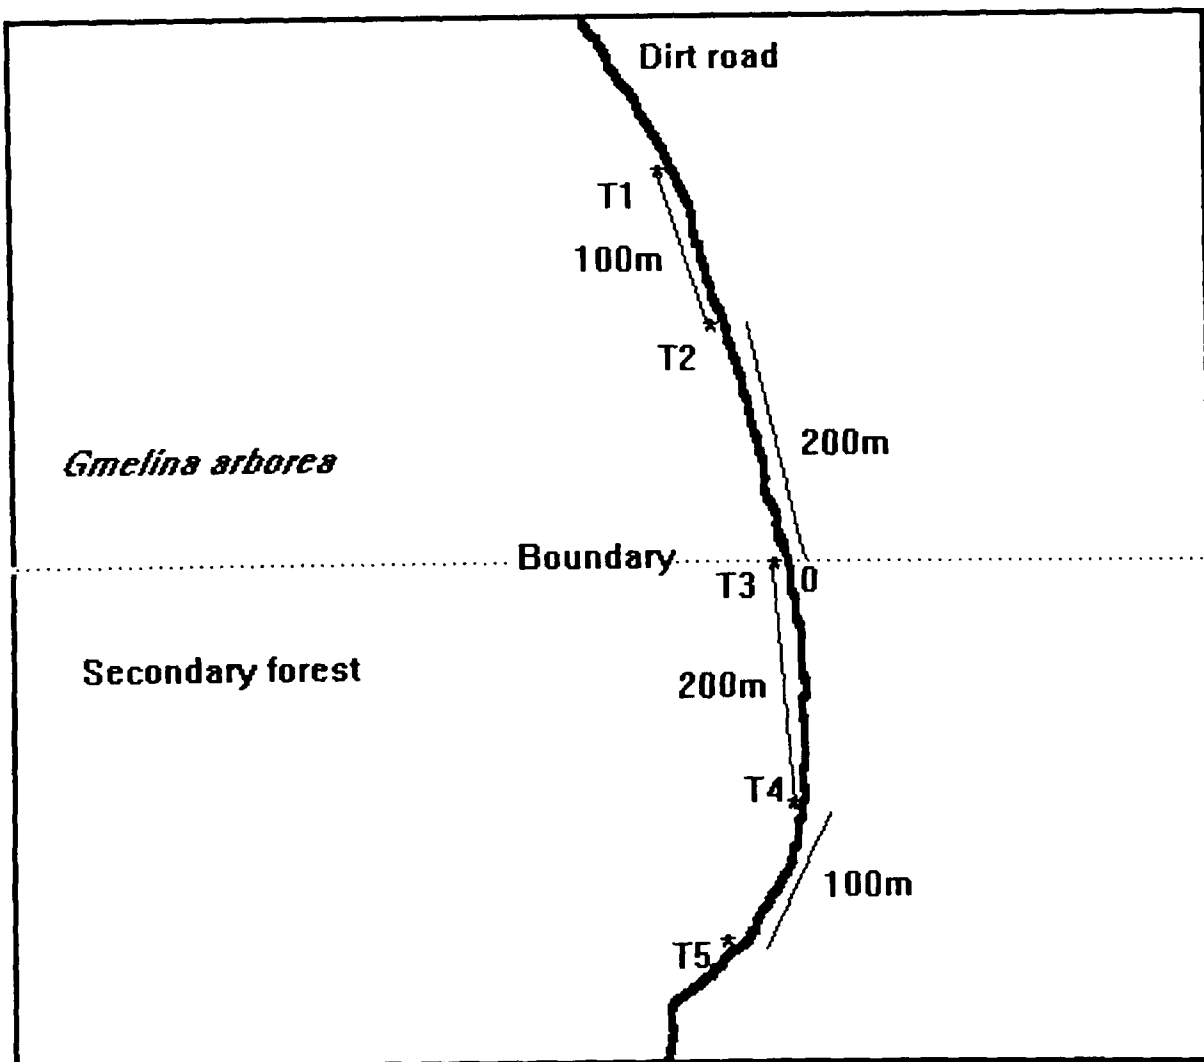 Dirt road
T1
100m
T2
200m
Gmelina arborea
Boundary
T3
0
Secondary forest
200m
T4
100m
T5